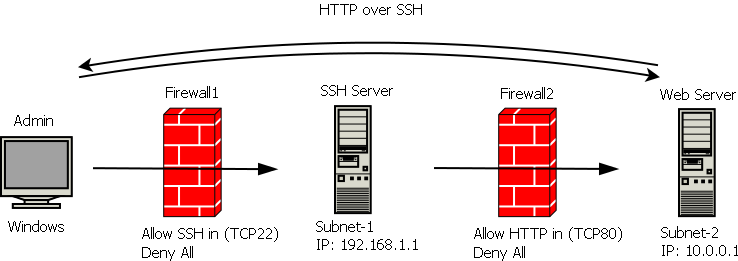 HTTP over SSH
Firewall1
SSH Server
Firewall2
Web Server
Admin
Windows
Allow SSH in (TCP22)
Deny All
Subnet-1
IP: 192.168.1.1
Allow HTTP in (TCP80)
Deny All
Subnet-2
IP: 10.0.0.1